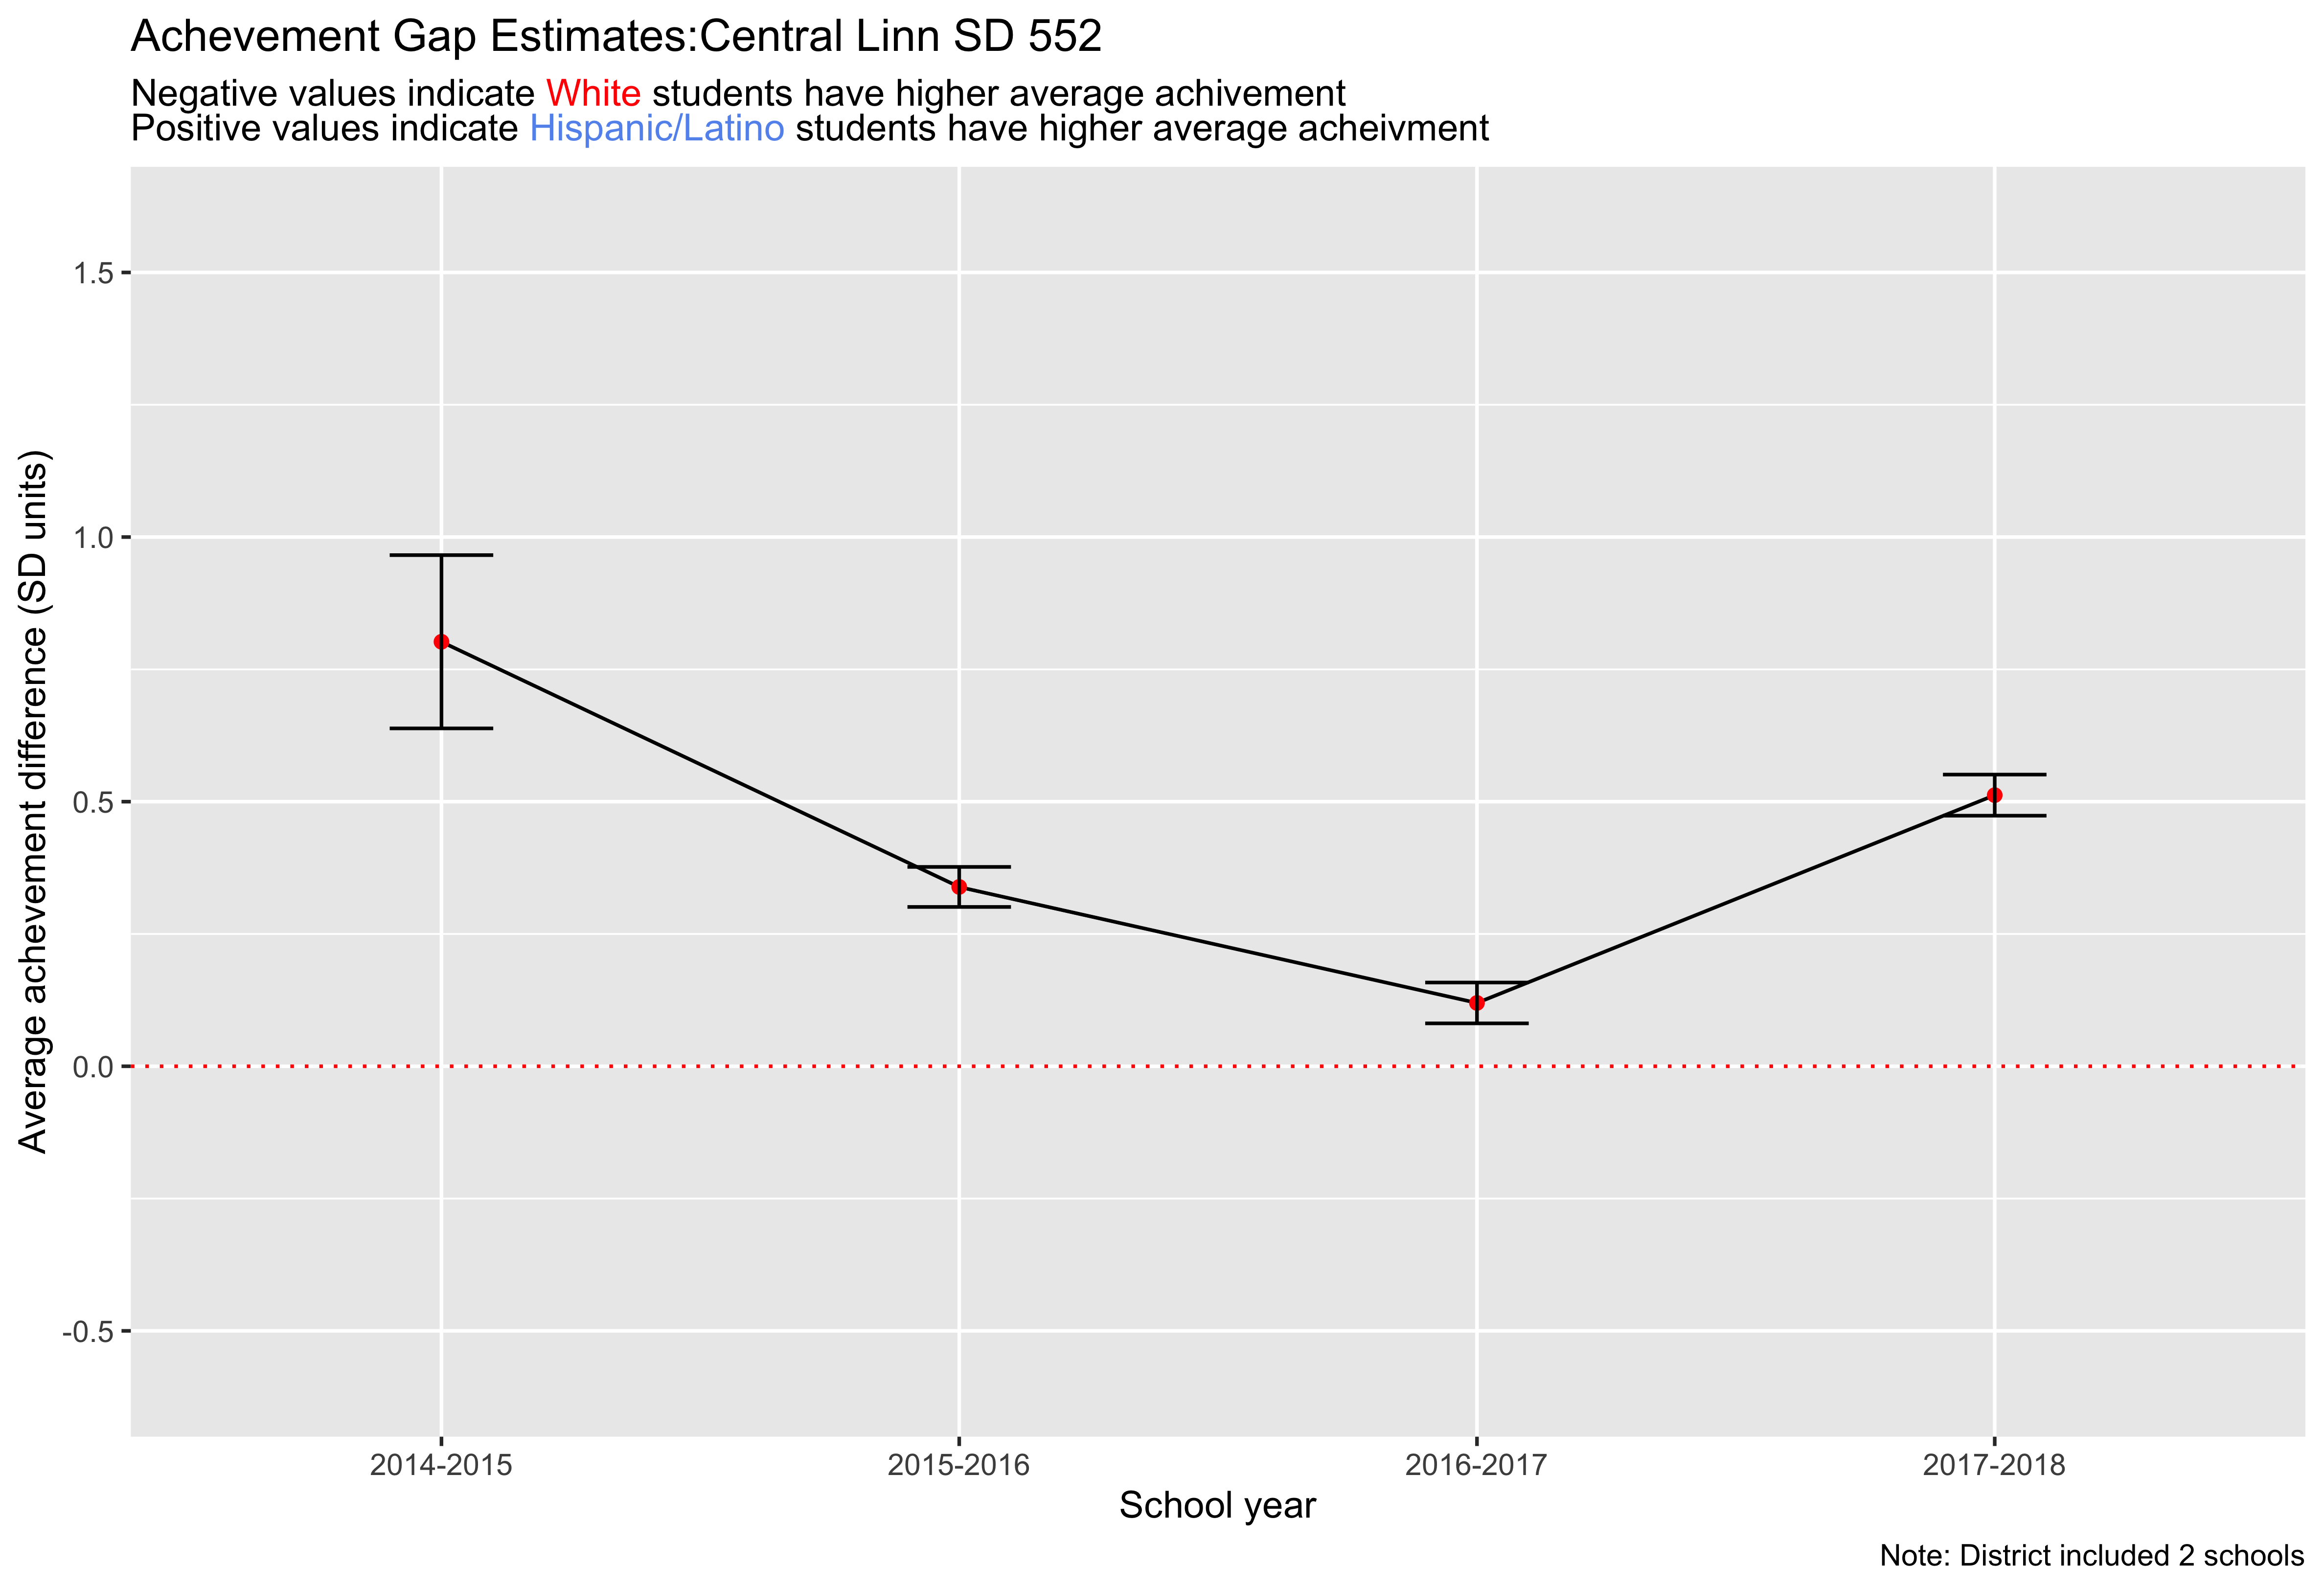 Achevement Gap Estimates:Central Linn SD 552
Negative values indicate White students have higher average achivement
Positive values indicate Hispanic/Latino students have higher average acheivment
Average achevement difference (SD units)
1.5
1.0
0.5
0.0
-0.5
2014-2015 2015-2016 2016-2017 2017-2018
School year
Note: District included 2 schools